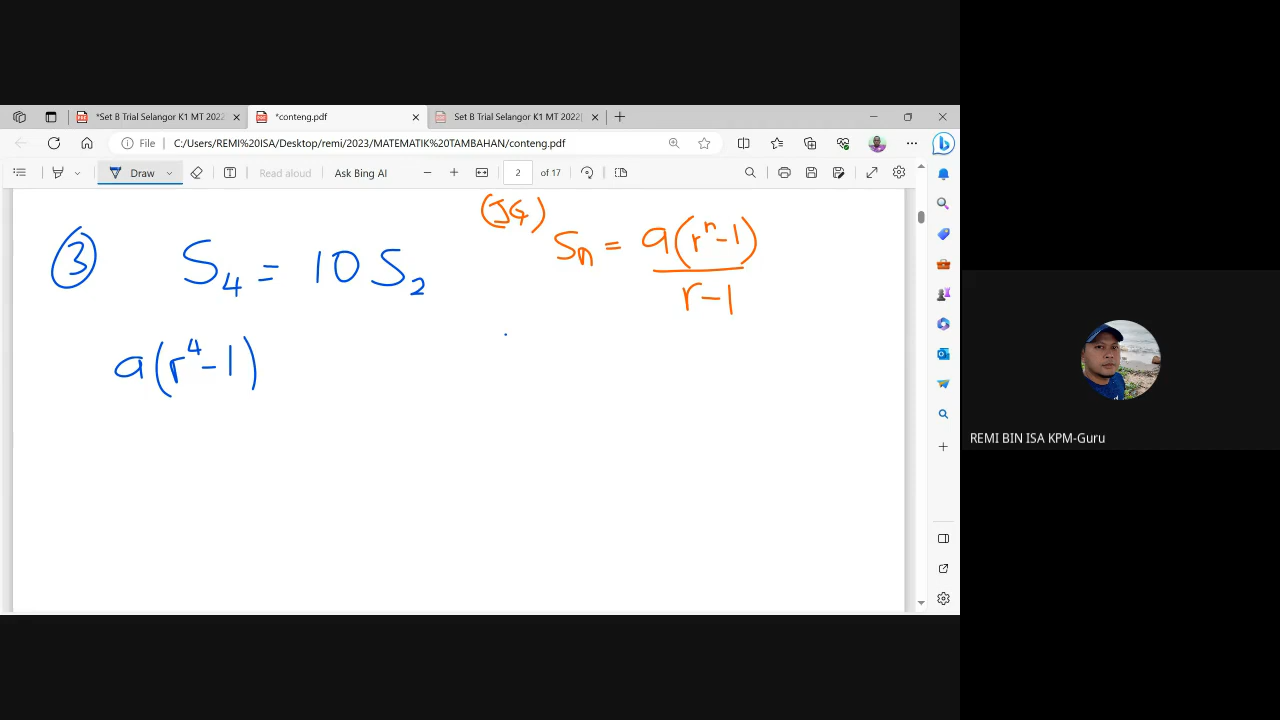 *Set B Trial Selangor K1 MT 2022
*conteng.pdf
Set B Trial Selangor K1 MT 2022[
File
C:/Users/REMI%20ISA/Desktop/remi/2023/MATEMATIK%20TAMBAHAN/conteng.pdf
Draw
Read aloud
Ask Bing AI
2
of 17
(JG)
③ S₄ = 10 S₂
Sₙ = a(rⁿ-1)
r-1
a(r⁴-1)
REMI BIN ISA KPM-Guru